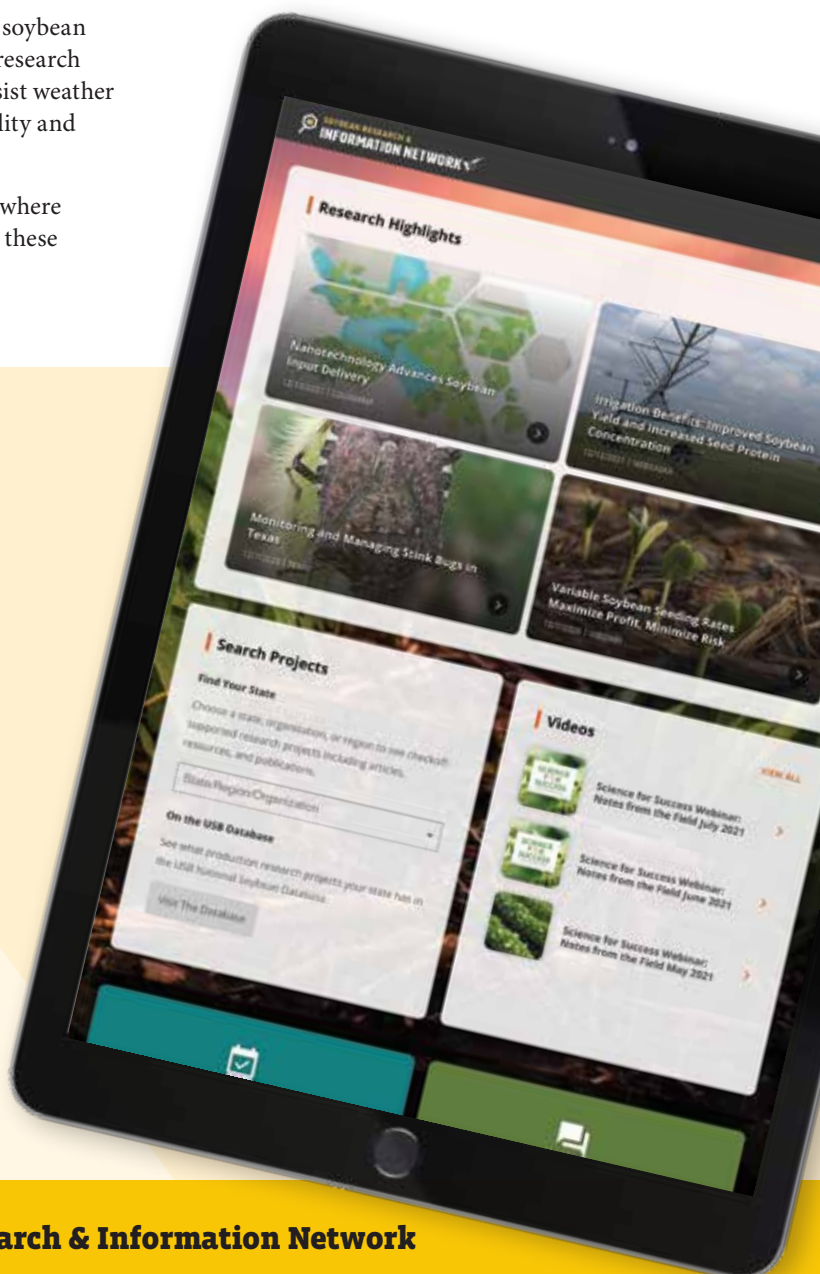 soybean
research
sist weather
lity and
where
these
SOYBEAN RESEARCH &
INFORMATION NETWORK
Research Highlights
Nanotechnology Advances Soybean
Input Delivery
Irrigation Benefits: Improved Soybean
Yield and Increased Seed Protein
Concentration
Monitoring and Managing Stink Bugs in
Texas
Variable Soybean Seeding Rates
Maximize Profit, Minimize Risk
Search Projects
Find Your State
Choose a state, organization, or region to see checkoff-
supported research projects including articles,
resources, and publications.
State/Region/Organization
On the USB Database
See what production research projects your state has in
the USB National Soybean Database.
Visit The Database
Videos
VIEW ALL
SCIENCE
FOR
SUCCESS
Science for Success Webinar:
Notes from the Field July 2021
SCIENCE
FOR
SUCCESS
Science for Success Webinar:
Notes from the Field June 2021
Science for Success Webinar:
Notes from the Field May 2021
arch & Information Network